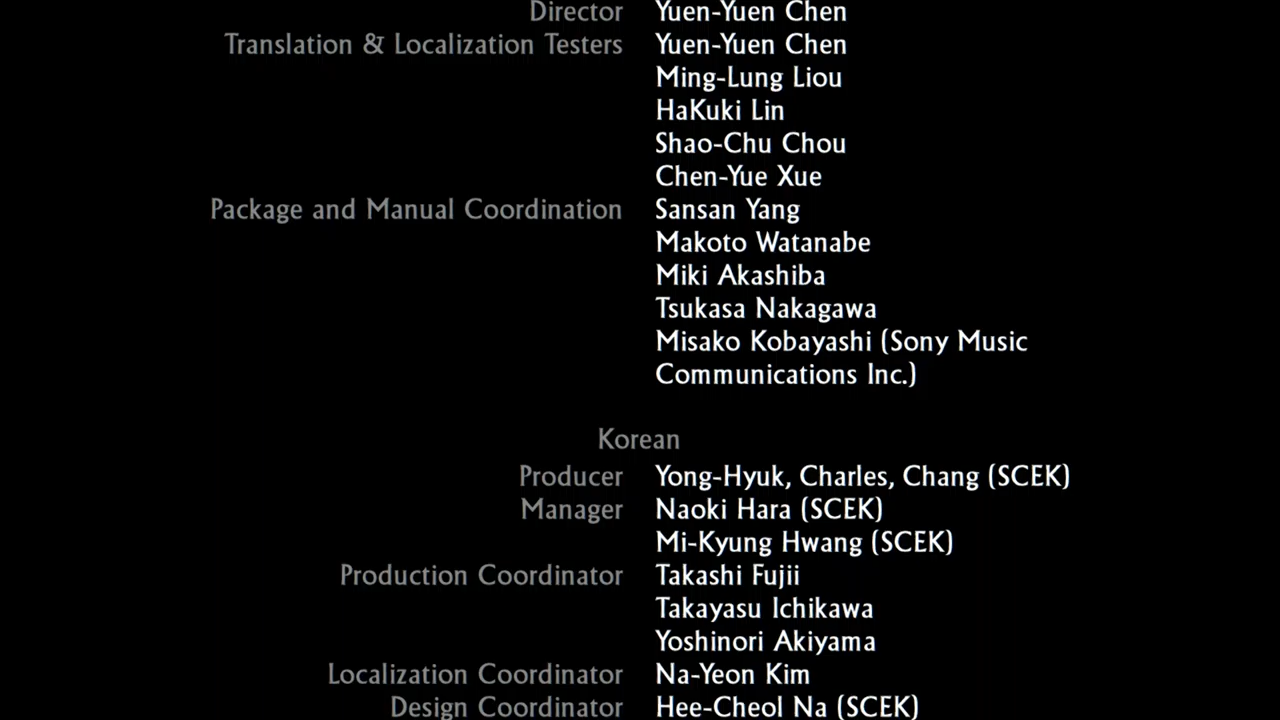 Director Yuen-Yuen Chen
Translation & Localization Testers Yuen-Yuen Chen
Ming-Lung Liou
HaKuki Lin
Shao-Chu Chou
Chen-Yue Xue
Package and Manual Coordination Sansan Yang
Makoto Watanabe
Miki Akashiba
Tsukasa Nakagawa
Misako Kobayashi (Sony Music
Communications Inc.)
Korean
Producer Yong-Hyuk, Charles, Chang (SCEK)
Manager Naoki Hara (SCEK)
Mi-Kyung Hwang (SCEK)
Production Coordinator Takashi Fujii
Takayasu Ichikawa
Yoshinori Akiyama
Localization Coordinator Na-Yeon Kim
Design Coordinator Hee-Cheol Na (SCEK)